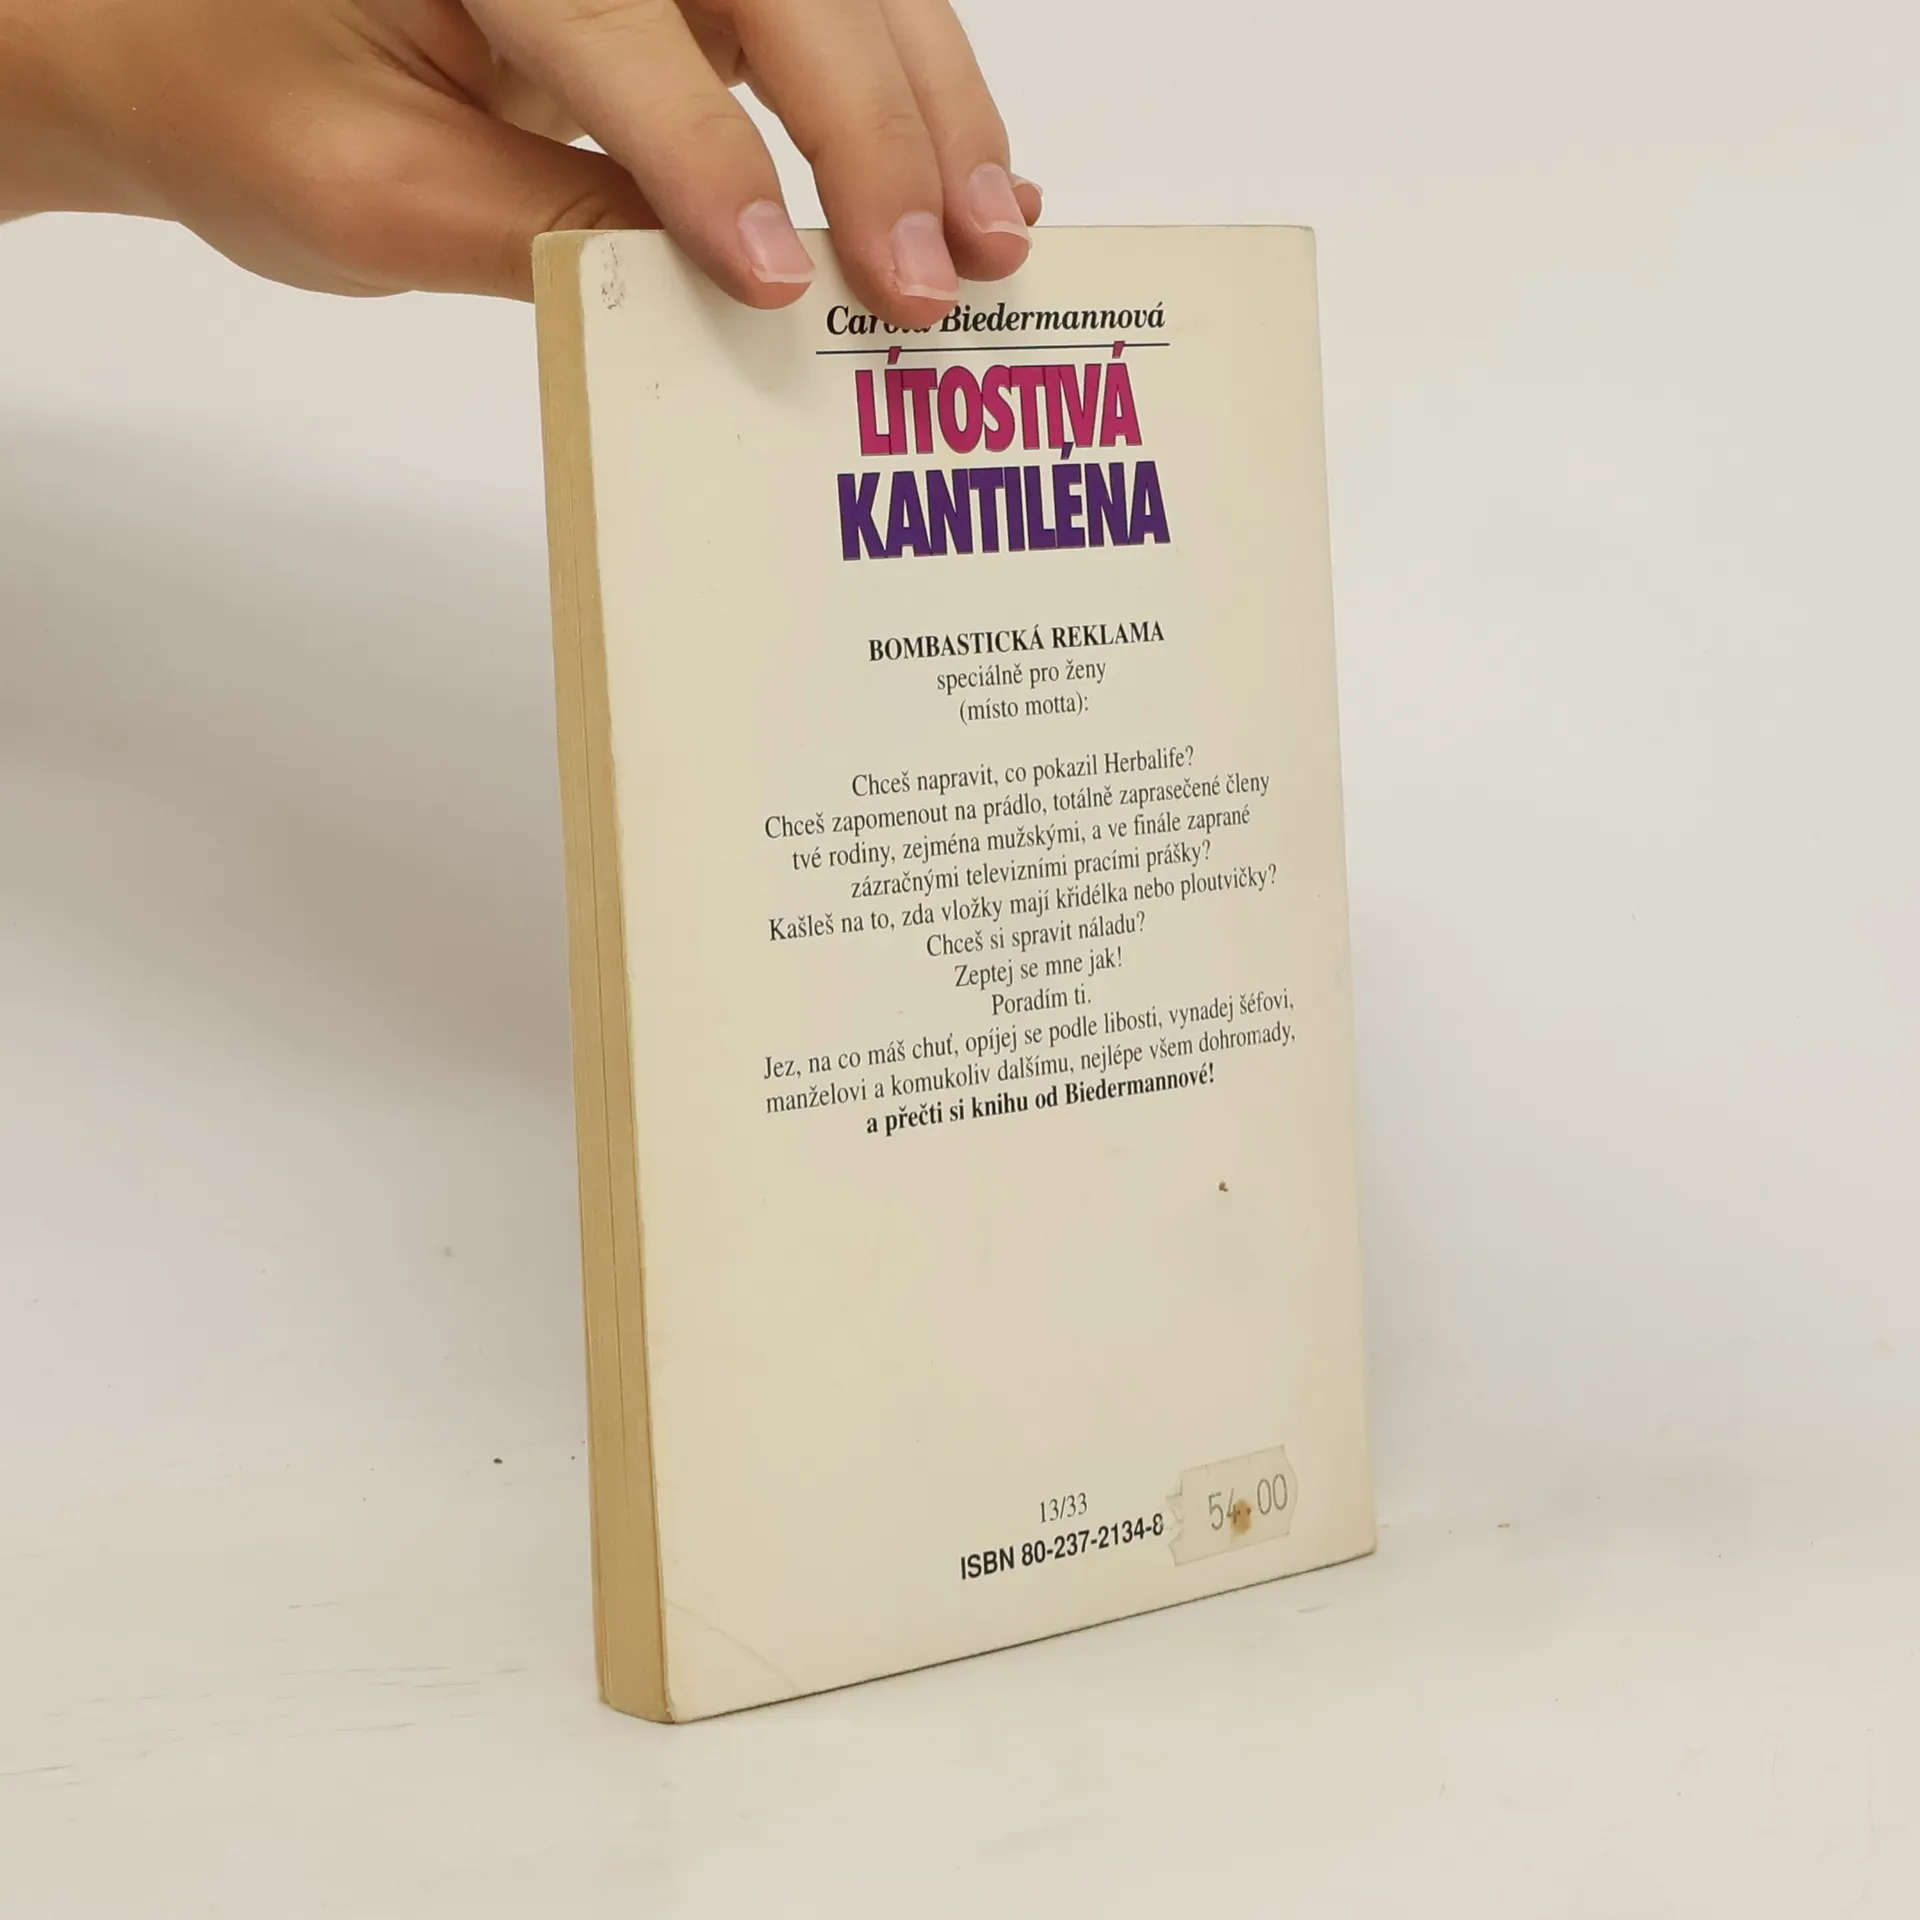 Carola Biedermannová
LÍTOSTIVÁ
KANTILÉNA
BOMBASTICKÁ REKLAMA
speciálně pro ženy
(místo motta):
Chceš napravit, co pokazil Herbalife?
Chceš zapomenout na prádlo, totálně zaprasečené členy
tvé rodiny, zejména mužskými, a ve finále zaprané
zázračnými televizními pracími prášky?
Kašleš na to, zda vložky mají křidélka nebo ploutvičky?
Chceš si spravit náladu?
Zeptej se mne jak!
Poradím ti.
Jez, na co máš chuť, opíjej se podle libosti, vynadej šéfovi,
manželovi a komukoliv dalšímu, nejlépe všem dohromady,
a přečti si knihu od Biedermannové!
13/33
ISBN 80-237-2134-8
54.00